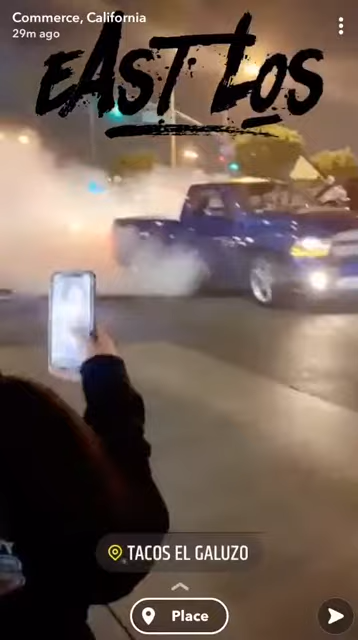 Commerce, California
29m ago
EAST LOS
TACOS EL GALUZO
Place